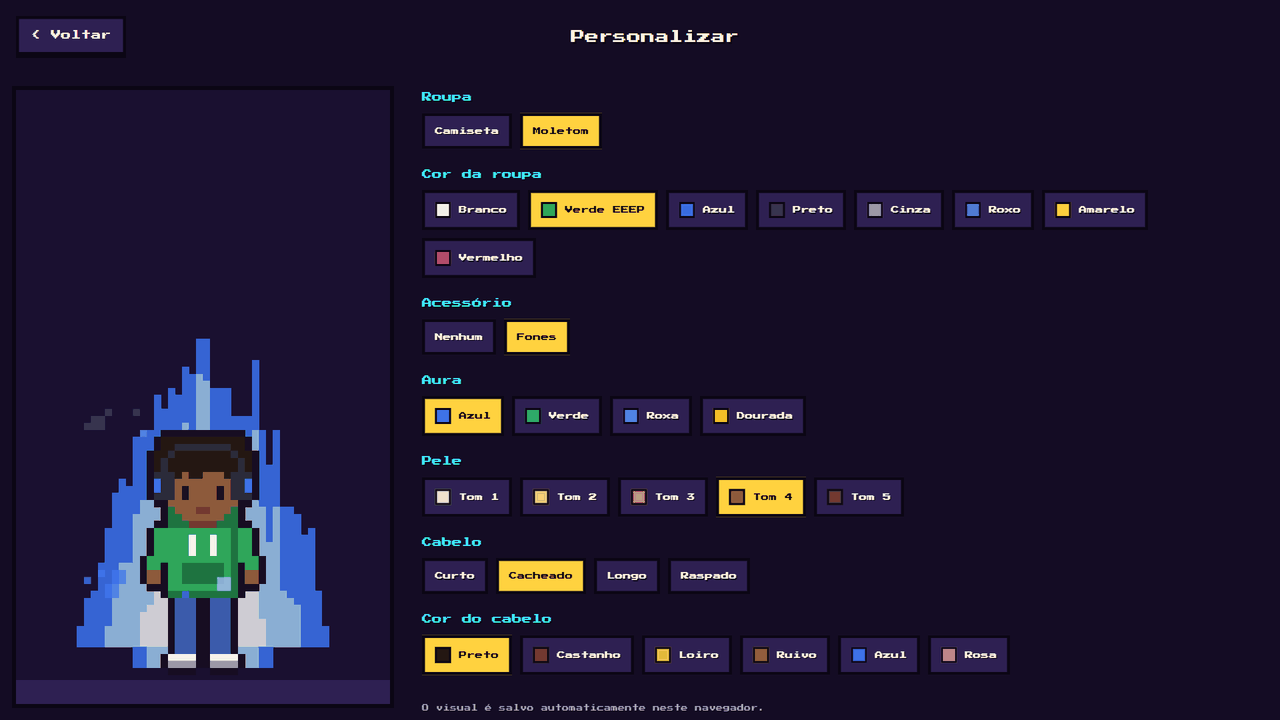 < Voltar
Personalizar
Roupa
Camiseta Moletom
Cor da roupa
Branco Verde EEEP Azul Preto Cinza Roxo Amarelo
Vermelho
Acessório
Nenhum Fones
Aura
Azul Verde Roxa Dourada
Pele
Tom 1 Tom 2 Tom 3 Tom 4 Tom 5
Cabelo
Curto Cacheado Longo Raspado
Cor do cabelo
Preto Castanho Loiro Ruivo Azul Rosa
O visual é salvo automaticamente neste navegador.